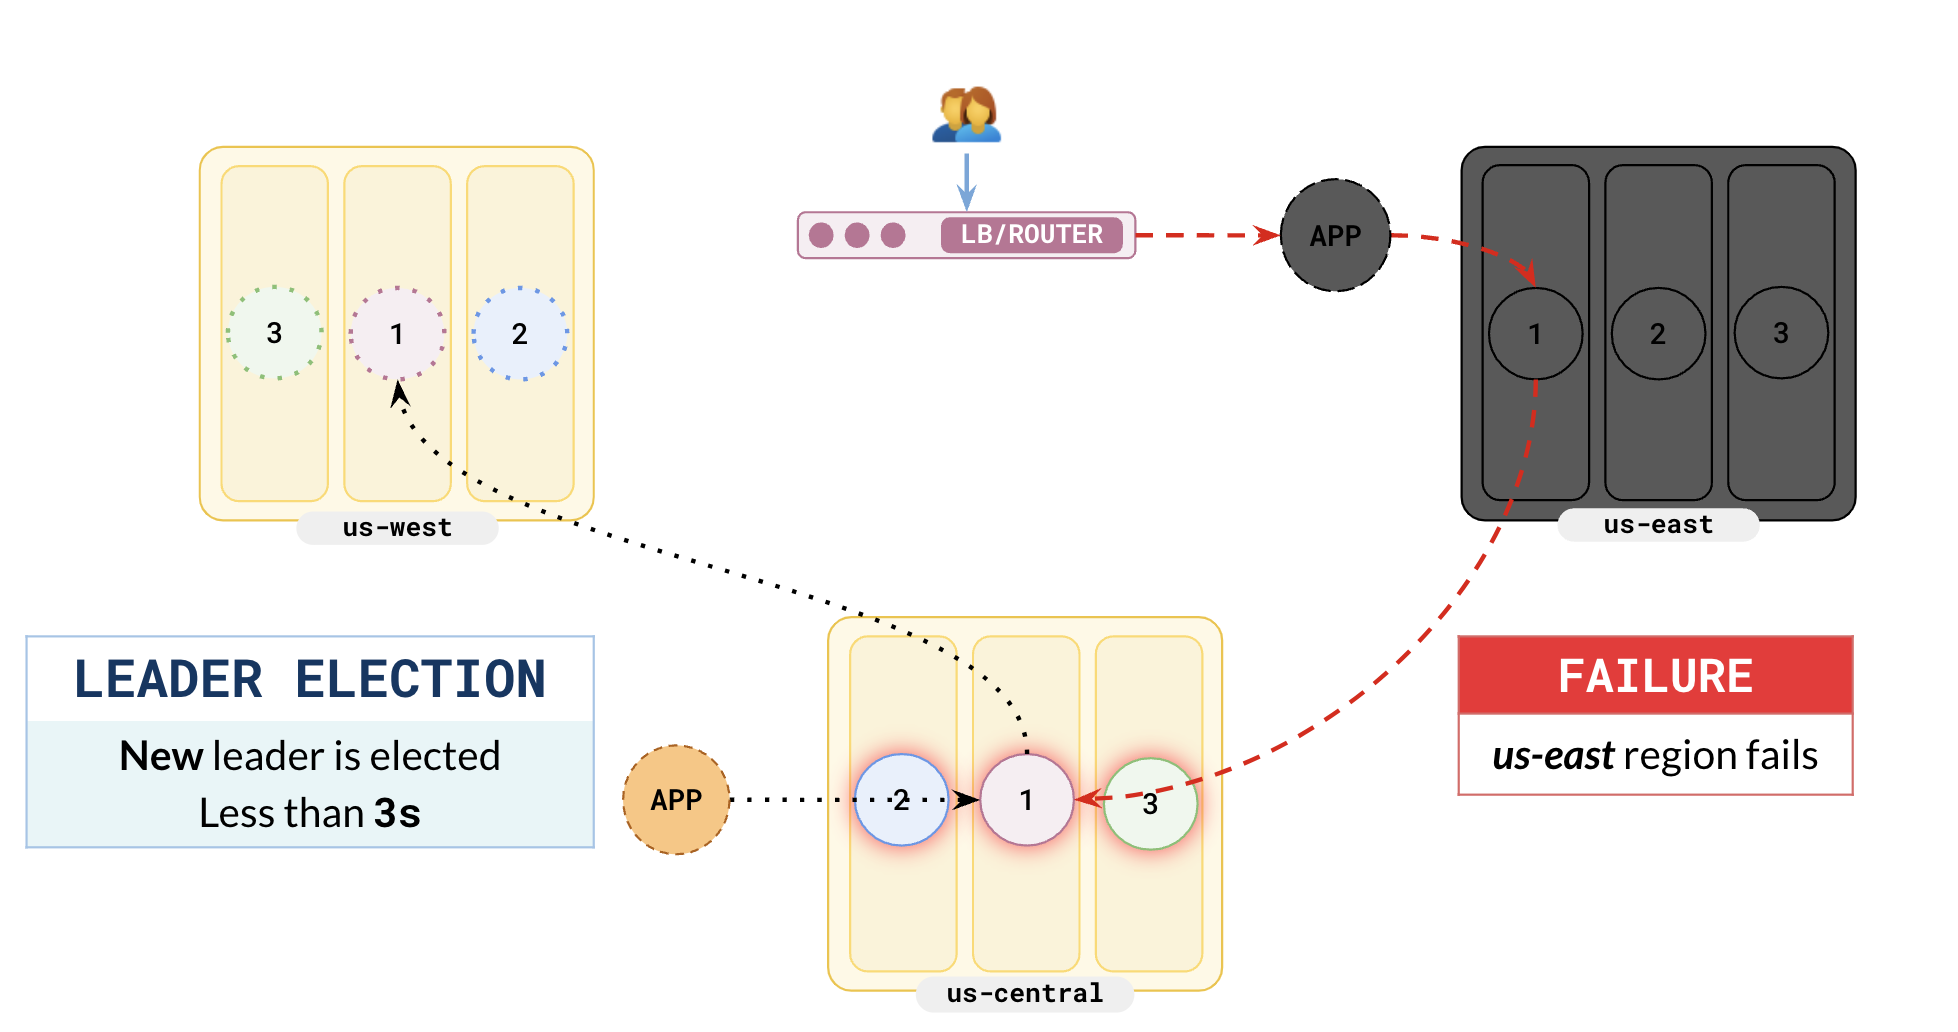 LB/ROUTER
APP
3
1
2
us-west
1
2
3
us-east
LEADER ELECTION
New leader is elected
Less than 3s
APP
2
1
3
us-central
FAILURE
us-east region fails